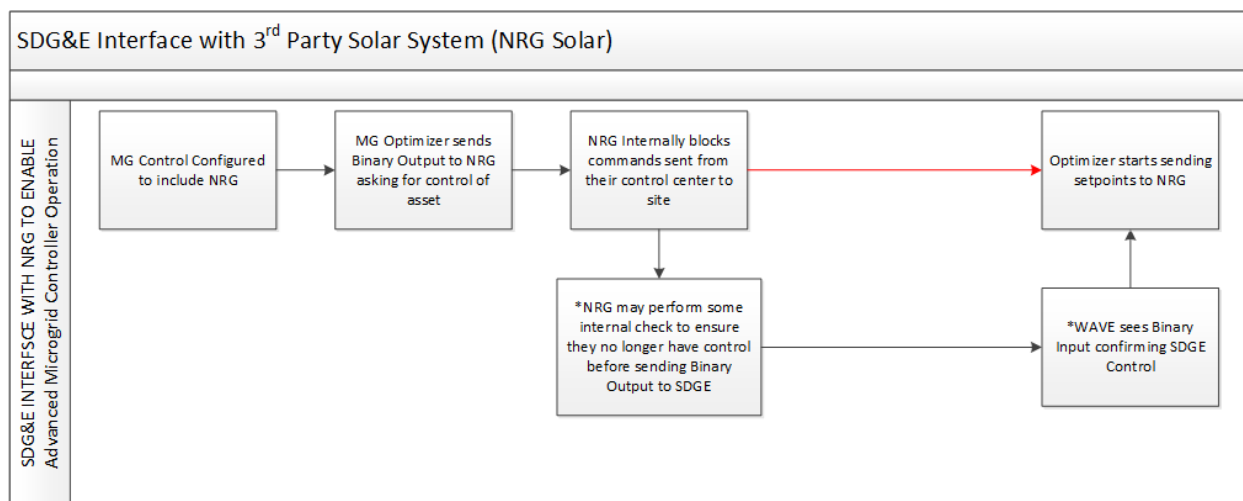 SDG&E Interface with 3rd Party Solar System (NRG Solar)
SDG&E INTERFSCE WITH NRG TO ENABLE
Advanced Microgrid Controller Operation
MG Control Configured
to include NRG
MG Optimizer sends
Binary Output to NRG
asking for control of
asset
NRG Internally blocks
commands sent from
their control center to
site
Optimizer starts sending
setpoints to NRG
*NRG may perform some
internal check to ensure
they no longer have control
before sending Binary
Output to SDGE
*WAVE sees Binary
Input confirming SDGE
Control